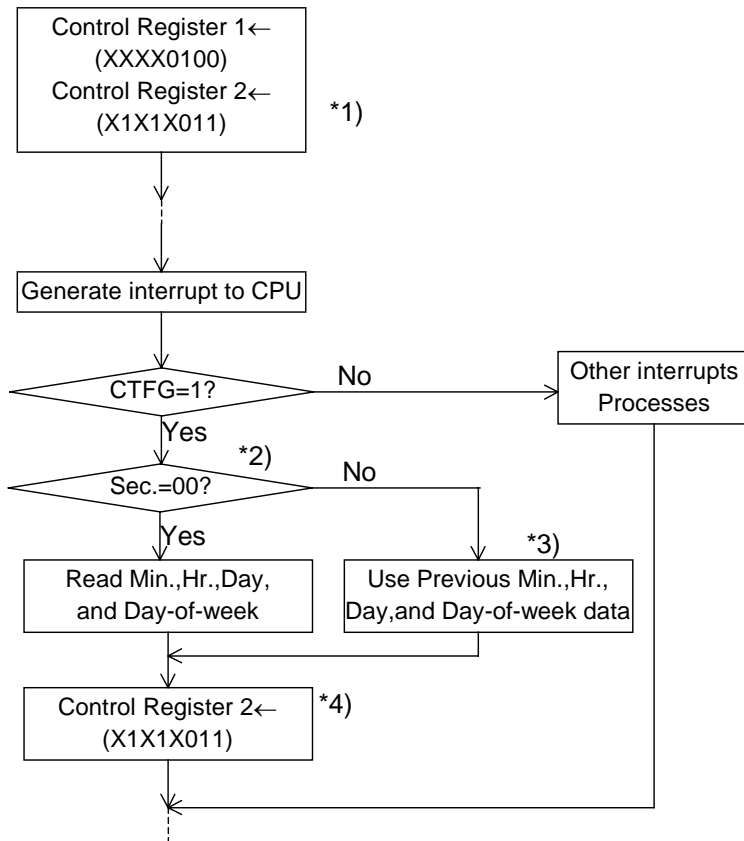 Control Register 1←
(XXXX0100)
Control Register 2←
(X1X1X011)
*1)
Generate interrupt to CPU
CTFG=1?
No
Other interrupts
Processes
Yes
*2)
Sec.=00?
No
Yes
*3)
Read Min.,Hr.,Day,
and Day-of-week
Use Previous Min.,Hr.,
Day,and Day-of-week data
Control Register 2←
(X1X1X011)
*4)